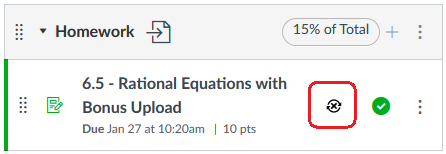 Homework
15% of Total
6.5 - Rational Equations with
Bonus Upload
Due Jan 27 at 10:20am | 10 pts